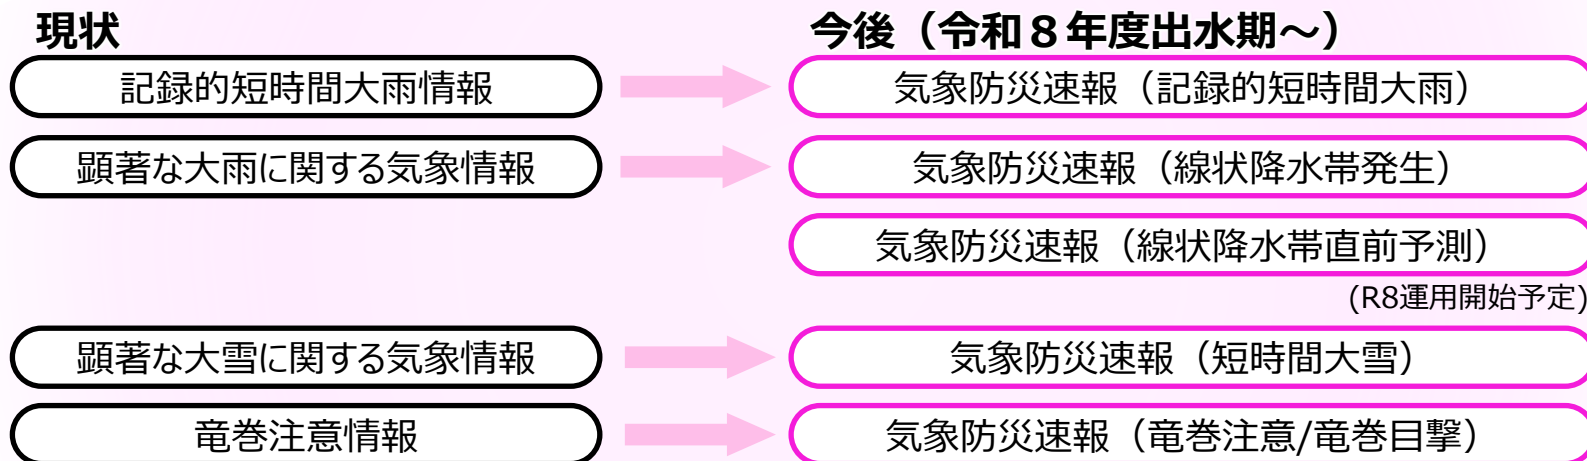 現状
今後（令和８年度出水期～）
記録的短時間大雨情報
気象防災速報（記録的短時間大雨）
顕著な大雨に関する気象情報
気象防災速報（線状降水帯発生）
気象防災速報（線状降水帯直前予測）
(R8運用開始予定)
顕著な大雪に関する気象情報
気象防災速報（短時間大雪）
竜巻注意情報
気象防災速報（竜巻注意/竜巻目撃）